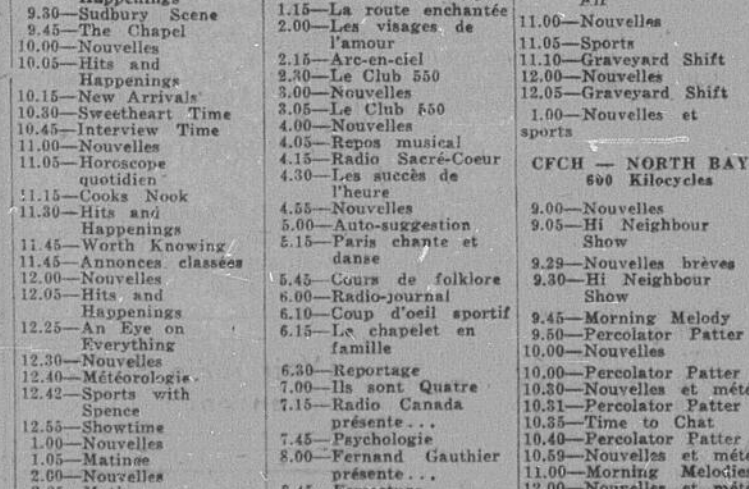 Happenings
9.30—Sudbury Scene
9.45—The Chapel
10.00—Nouvelles
10.05—Hits and
Happenings
10.15—New Arrivals
10.30—Sweetheart Time
10.45—Interview Time
11.00—Nouvelles
11.05—Horoscope
quotidien
11.15—Cooks Nook
11.30—Hits and
Happenings
11.45—Worth Knowing
11.45—Annonces classées
12.00—Nouvelles
12.05—Hits and
Happenings
12.25—An Eye on
Everything
12.30—Nouvelles
12.40—Météorologie
12.42—Sports with
Spence
12.55—Showtime
1.00—Nouvelles
1.05—Matinee
2.00—Nouvelles
1.15—La route enchantée
2.00—Les visages de
l'amour
2.15—Arc-en-ciel
2.30—Le Club 550
3.00—Nouvelles
3.05—Le Club 550
4.00—Nouvelles
4.05—Repos musical
4.15—Radio Sacré-Coeur
4.30—Les succès de
l'heure
4.55—Nouvelles
5.00—Auto-suggestion
5.15—Paris chante et
danse
5.45—Cours de folklore
6.00—Radio-journal
6.10—Coup d'oeil sportif
6.15—Le chapelet en
famille
6.30—Reportage
7.00—Ils sont Quatre
7.15—Radio Canada
présente...
7.45—Psychologie
8.00—Fernand Gauthier
présente...
11.00—Nouvelles
11.05—Sports
11.10—Graveyard Shift
12.00—Nouvelles
12.05—Graveyard Shift
1.00—Nouvelles et
sports
CFCH — NORTH BAY
600 Kilocycles
9.00—Nouvelles
9.05—Hi Neighbour
Show
9.29—Nouvelles brèves
9.30—Hi Neighbour
Show
9.45—Morning Melody
9.50—Percolator Patter
10.00—Nouvelles
10.00—Percolator Patter
10.30—Nouvelles et mété
10.31—Percolator Patter
10.35—Time to Chat
10.40—Percolator Patter
10.59—Nouvelles et mété
11.00—Morning Melodies
12.00—Nouvelles et mété